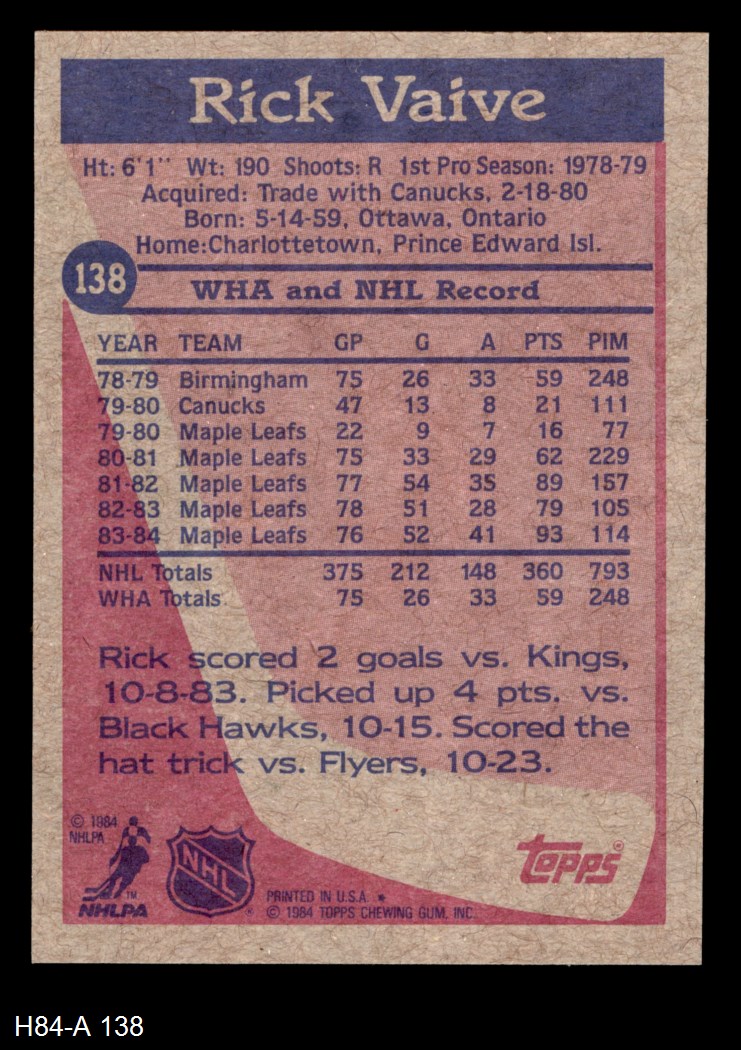 Rick Vaive
Ht: 6'1" Wt: 190 Shoots: R 1st Pro Season: 1978-79
Acquired: Trade with Canucks, 2-18-80
Born: 5-14-59, Ottawa, Ontario
Home:Charlottetown, Prince Edward Isl.
138
WHA and NHL Record
YEAR TEAM GP G A PTS PIM
78-79 Birmingham 75 26 33 59 248
79-80 Canucks 47 13 8 21 111
79-80 Maple Leafs 22 9 7 16 77
80-81 Maple Leafs 75 33 29 62 229
81-82 Maple Leafs 77 54 35 89 157
82-83 Maple Leafs 78 51 28 79 105
83-84 Maple Leafs 76 52 41 93 114
NHL Totals 375 212 148 360 793
WHA Totals 75 26 33 59 248
Rick scored 2 goals vs. Kings,
10-8-83. Picked up 4 pts. vs.
Black Hawks, 10-15. Scored the
hat trick vs. Flyers, 10-23.
© 1984
NHLPA
TM
NHLPA
NHL
®
topps®
PRINTED IN U.S.A. *
© 1984 TOPPS CHEWING GUM, INC.
H84-A 138